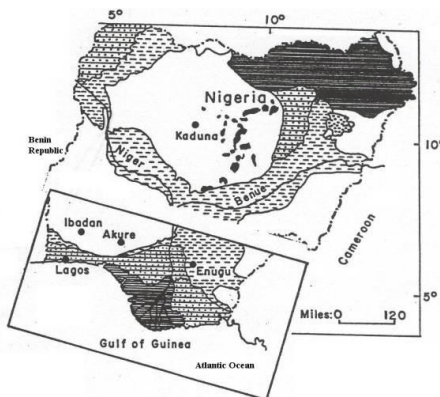 5°
10°
Nigeria
Kaduna
Benin
Republic
10°
Niger
Benue
Ibadan
Akure
Cameroon
Lagos
Enugu
5°
Miles: 0 120
Gulf of Guinea
Atlantic Ocean